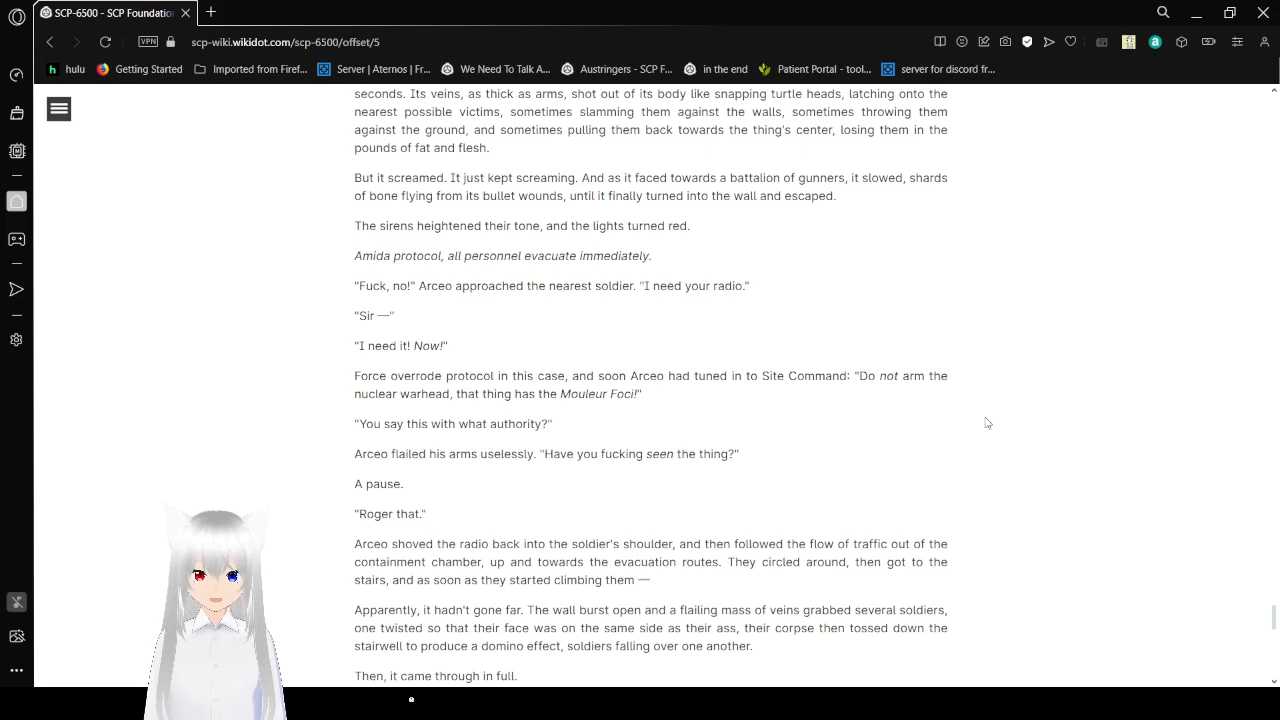 SCP-6500 - SCP Foundatio
VPN
scp-wiki.wikidot.com/scp-6500/offset/5
hulu
Getting Started
Imported from Firef...
Server | Aternos | Fr...
We Need To Talk A...
Austringers - SCP F...
in the end
Patient Portal - tool...
server for discord fr...
seconds. Its veins, as thick as arms, shot out of its body like snapping turtle heads, latching onto the
nearest possible victims, sometimes slamming them against the walls, sometimes throwing them
against the ground, and sometimes pulling them back towards the thing's center, losing them in the
pounds of fat and flesh.
But it screamed. It just kept screaming. And as it faced towards a battalion of gunners, it slowed, shards
of bone flying from its bullet wounds, until it finally turned into the wall and escaped.
The sirens heightened their tone, and the lights turned red.
Amida protocol, all personnel evacuate immediately.
"Fuck, no!" Arceo approached the nearest soldier. "I need your radio."
"Sir —"
"I need it! Now!"
Force overrode protocol in this case, and soon Arceo had tuned in to Site Command: "Do not arm the
nuclear warhead, that thing has the Mouleur Foci!"
"You say this with what authority?"
Arceo flailed his arms uselessly. "Have you fucking seen the thing?"
A pause.
"Roger that."
Arceo shoved the radio back into the soldier's shoulder, and then followed the flow of traffic out of the
containment chamber, up and towards the evacuation routes. They circled around, then got to the
stairs, and as soon as they started climbing them —
Apparently, it hadn't gone far. The wall burst open and a flailing mass of veins grabbed several soldiers,
one twisted so that their face was on the same side as their ass, their corpse then tossed down the
stairwell to produce a domino effect, soldiers falling over one another.
Then, it came through in full.